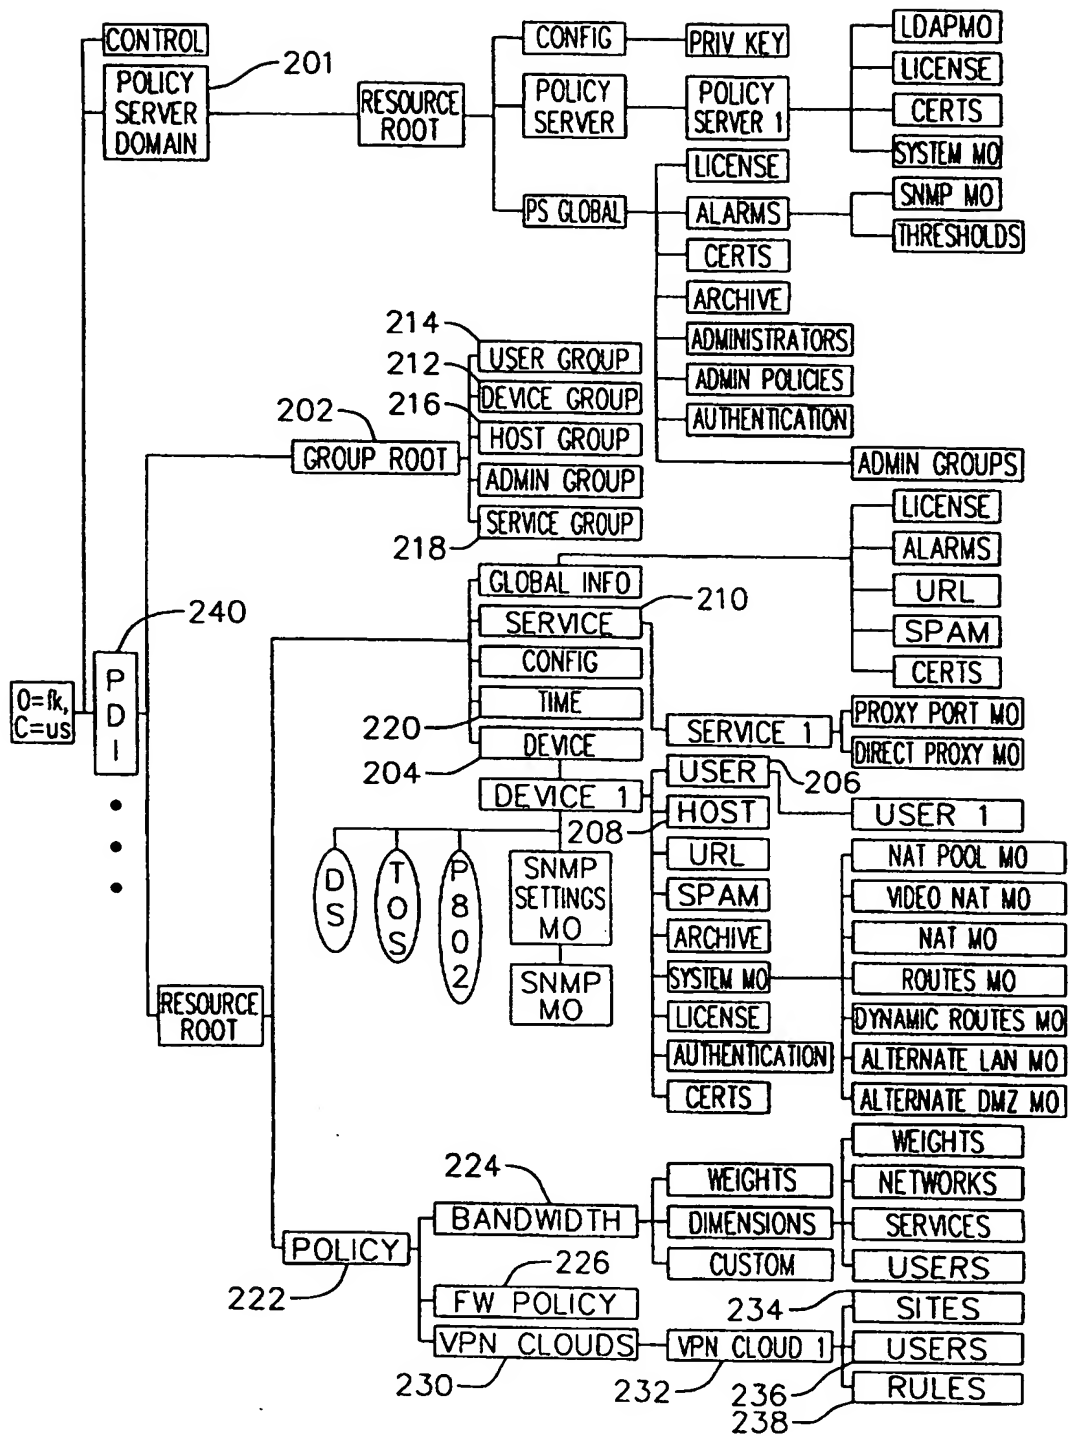 CONTROL
POLICY
SERVER
DOMAIN
201
RESOURCE
ROOT
CONFIG
PRIV KEY
POLICY
SERVER
POLICY
SERVER 1
LDAPMO
LICENSE
CERTS
SYSTEM MO
PS GLOBAL
LICENSE
ALARMS
SNMP MO
THRESHOLDS
CERTS
ARCHIVE
ADMINISTRATORS
ADMIN POLICIES
AUTHENTICATION
ADMIN GROUPS
214
USER GROUP
212
DEVICE GROUP
216
HOST GROUP
202
GROUP ROOT
ADMIN GROUP
SERVICE GROUP
218
GLOBAL INFO
LICENSE
ALARMS
URL
SPAM
CERTS
SERVICE
210
CONFIG
TIME
220
DEVICE
204
240
PDI
O=fk,
C=us
SERVICE 1
PROXY PORT MO
DIRECT PROXY MO
DEVICE 1
USER
206
USER 1
HOST
208
URL
SPAM
ARCHIVE
SYSTEM MO
LICENSE
AUTHENTICATION
CERTS
DS
TOS
P802
SNMP
SETTINGS
MO
SNMP
MO
NAT POOL MO
VIDEO NAT MO
NAT MO
ROUTES MO
DYNAMIC ROUTES MO
ALTERNATE LAN MO
ALTERNATE DMZ MO
RESOURCE
ROOT
POLICY
222
224
BANDWIDTH
WEIGHTS
DIMENSIONS
CUSTOM
WEIGHTS
NETWORKS
SERVICES
USERS
226
FW POLICY
VPN CLOUDS
230
VPN CLOUD 1
232
234
SITES
USERS
236
RULES
238